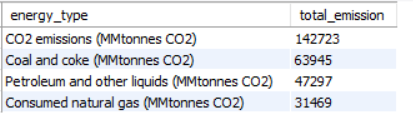 energy_type total_emission
CO2 emissions (MMtonnes CO2) 142723
Coal and coke (MMtonnes CO2) 63945
Petroleum and other liquids (MMtonnes CO2) 47297
Consumed natural gas (MMtonnes CO2) 31469